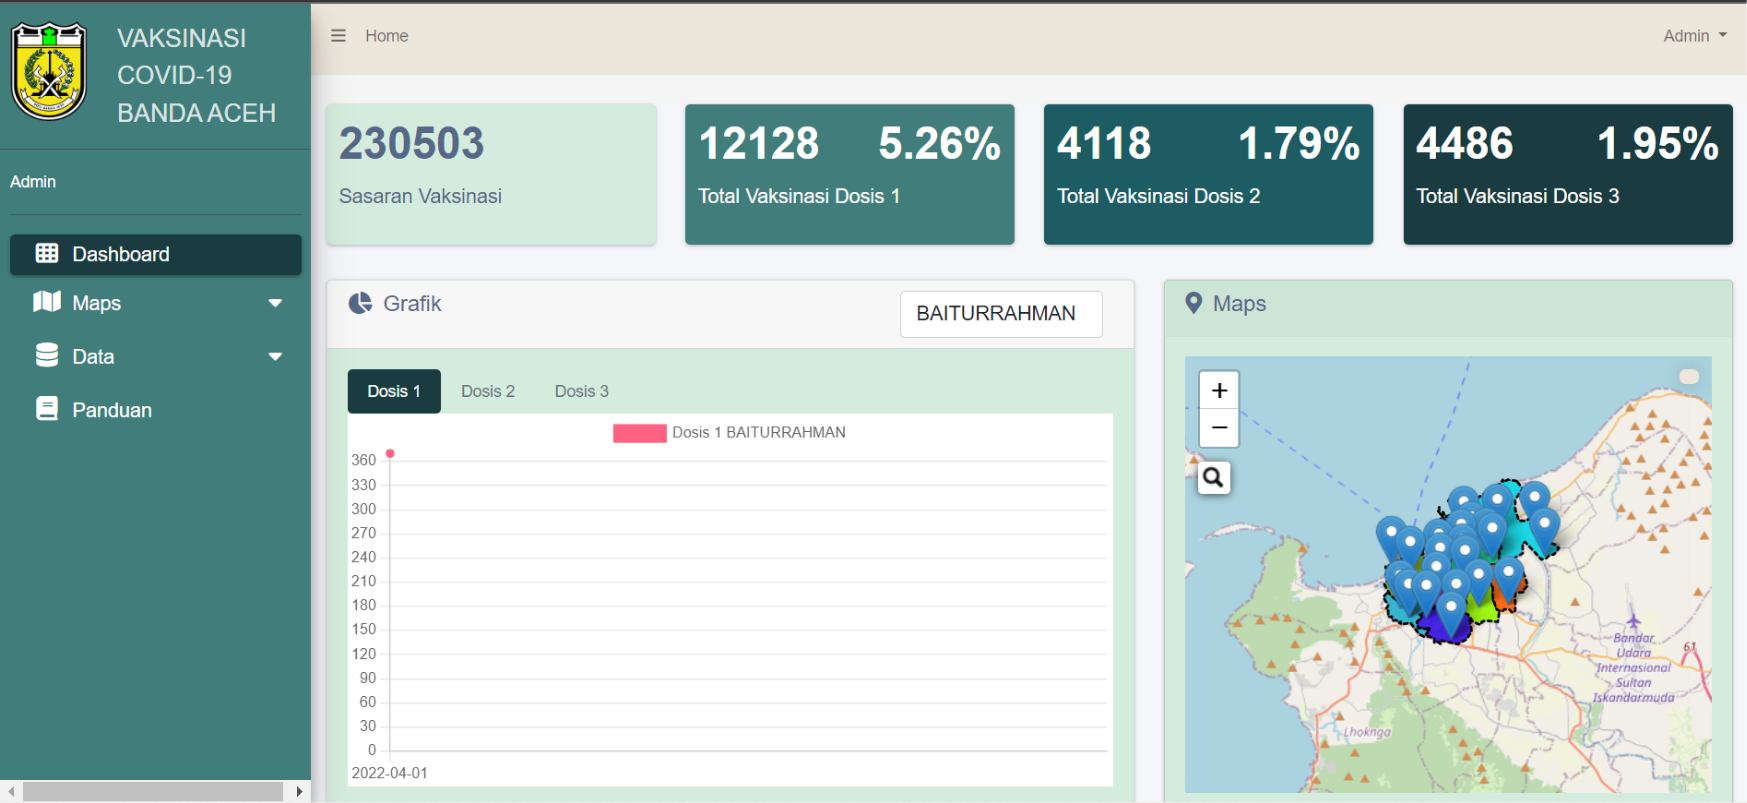 VAKSINASI
COVID-19
BANDA ACEH
Admin
Dashboard
Maps
Data
Panduan
Home
Admin
230503
Sasaran Vaksinasi
12128 5.26%
Total Vaksinasi Dosis 1
4118 1.79%
Total Vaksinasi Dosis 2
4486 1.95%
Total Vaksinasi Dosis 3
Grafik
BAITURRAHMAN
Dosis 1 Dosis 2 Dosis 3
Dosis 1 BAITURRAHMAN
360
330
300
270
240
210
180
150
120
90
60
30
0
2022-04-01
Maps
+
−
Bandar
Udara
Internasional
Sultan
Iskandarmuda
61
Lhoknga